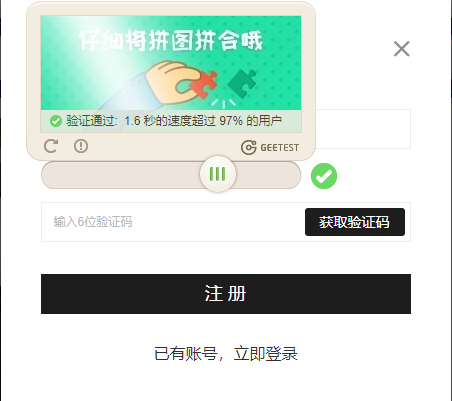 仔细将拼图拼合哦
验证通过: 1.6 秒的速度超过 97% 的用户
GEETEST
输入6位验证码
获取验证码
注册
已有账号，立即登录